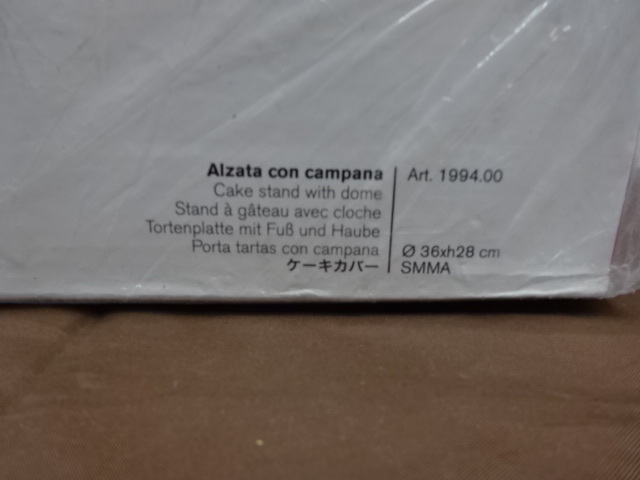 Alzata con campana
Cake stand with dome
Stand à gâteau avec cloche
Tortenplatte mit Fuß und Haube
Porta tartas con campana
ケーキカバー
Art. 1994.00
Ø 36xh28 cm
SMMA